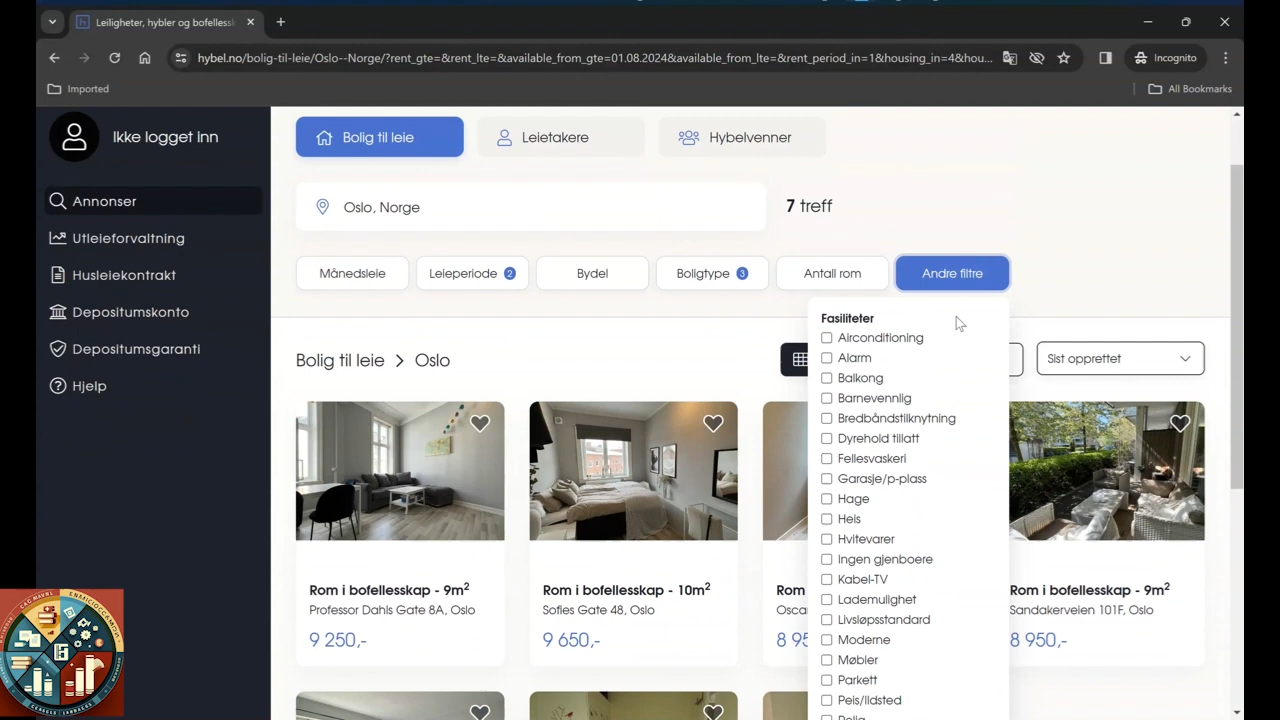 Leiligheter, hybler og bofelless
hybel.no/bolig-til-leie/Oslo--Norge/?rent_gte=&rent_lte=&available_from_gte=01.08.2024&available_from_lte=&rent_period_in=1&housing_in=4&hou...
Incognito
Imported
All Bookmarks
Ikke logget inn
Annonser
Utleieforvaltning
Husleiekontrakt
Depositumskonto
Depositumsgaranti
Hjelp
Bolig til leie
Leietakere
Hybelvenner
Oslo, Norge
7 treff
Månedsleie
Leieperiode 2
Bydel
Boligtype 3
Antall rom
Andre filtre
Bolig til leie > Oslo
Sist opprettet
Fasiliteter
Airconditioning
Alarm
Balkong
Barnevennlig
Bredbåndstilknytning
Dyrehold tillatt
Fellesvaskeri
Garasje/p-plass
Hage
Heis
Hvitevarer
Ingen gjenboere
Kabel-TV
Lademulighet
Livsløpsstandard
Moderne
Møbler
Parkett
Peis/Ildsted
Rolig
Rom i bofellesskap - 9m²
Professor Dahls Gate 8A, Oslo
9 250,-
Rom i bofellesskap - 10m²
Sofies Gate 48, Oslo
9 650,-
Rom
Oscar
8 95
Rom i bofellesskap - 9m²
Sandakerveien 101F, Oslo
8 950,-